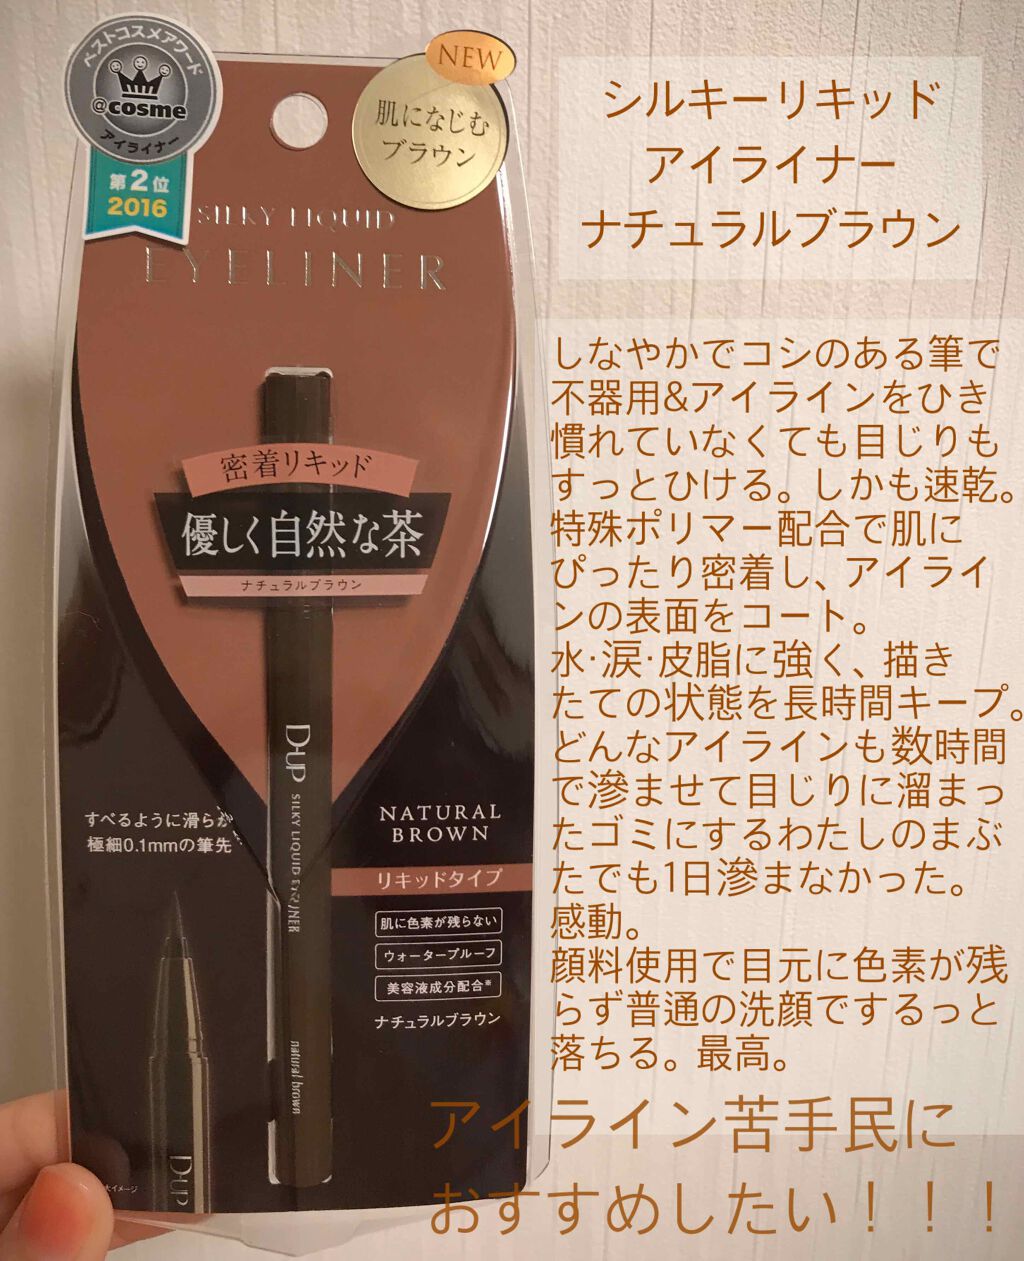 ベストコスメアワード
@cosme
アイライナー
第2位
2016
NEW
肌になじむ
ブラウン
SILKY LIQUID
EYELINER
密着リキッド
優しく自然な茶
ナチュラルブラウン
D-UP
SILKY LIQUID EYELINER
natural brown
すべるように滑らか
極細0.1mmの筆先
NATURAL
BROWN
リキッドタイプ
肌に色素が残らない
ウォータープルーフ
美容液成分配合※
ナチュラルブラウン
D-UP
大イメージ
シルキーリキッド
アイライナー
ナチュラルブラウン
しなやかでコシのある筆で
不器用&アイラインをひき
慣れていなくても目じりも
すっとひける。しかも速乾。
特殊ポリマー配合で肌に
ぴったり密着し、アイライ
ンの表面をコート。
水·涙·皮脂に強く、描き
たての状態を長時間キープ。
どんなアイラインも数時間
で滲ませて目じりに溜まっ
たゴミにするわたしのまぶ
たでも1日滲まなかった。
感動。
顔料使用で目元に色素が残
らず普通の洗顔でするっと
落ちる。最高。
アイライン苦手民に
おすすめしたい！！！